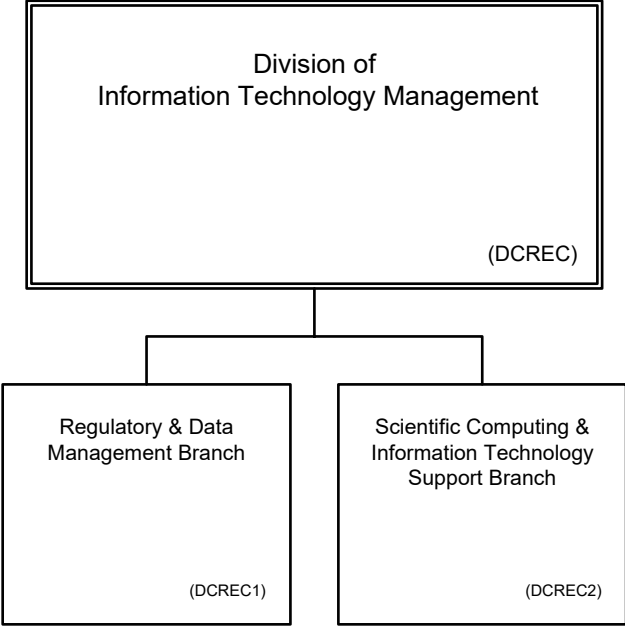 Division of
Information Technology Management
(DCREC)
Regulatory & Data
Management Branch
(DCREC1)
Scientific Computing &
Information Technology
Support Branch
(DCREC2)